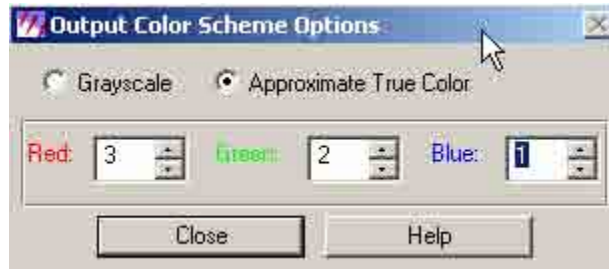 Output Color Scheme Options
Grayscale Approximate True Color
Red: 3 Green: 2 Blue: 1
Close Help